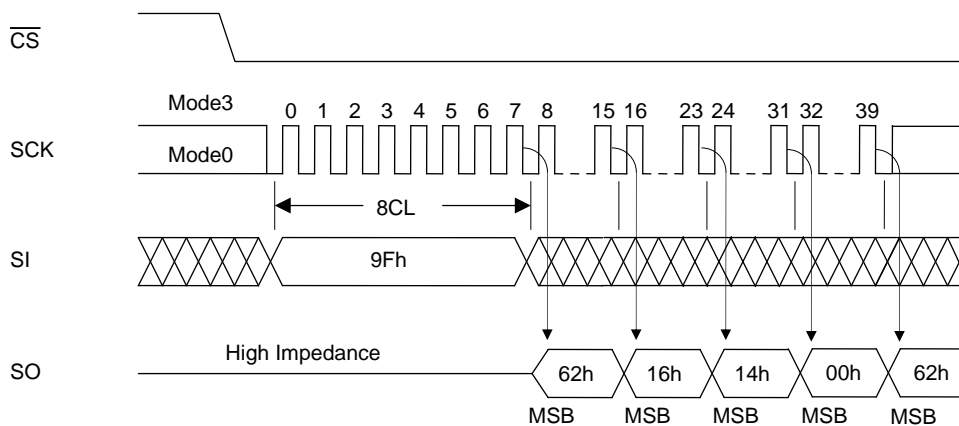 C̅S̅
Mode3
0 1 2 3 4 5 6 7 8 15 16 23 24 31 32 39
SCK
Mode0
8CL
SI
9Fh
High Impedance
SO
62h 16h 14h 00h 62h
MSB MSB MSB MSB MSB